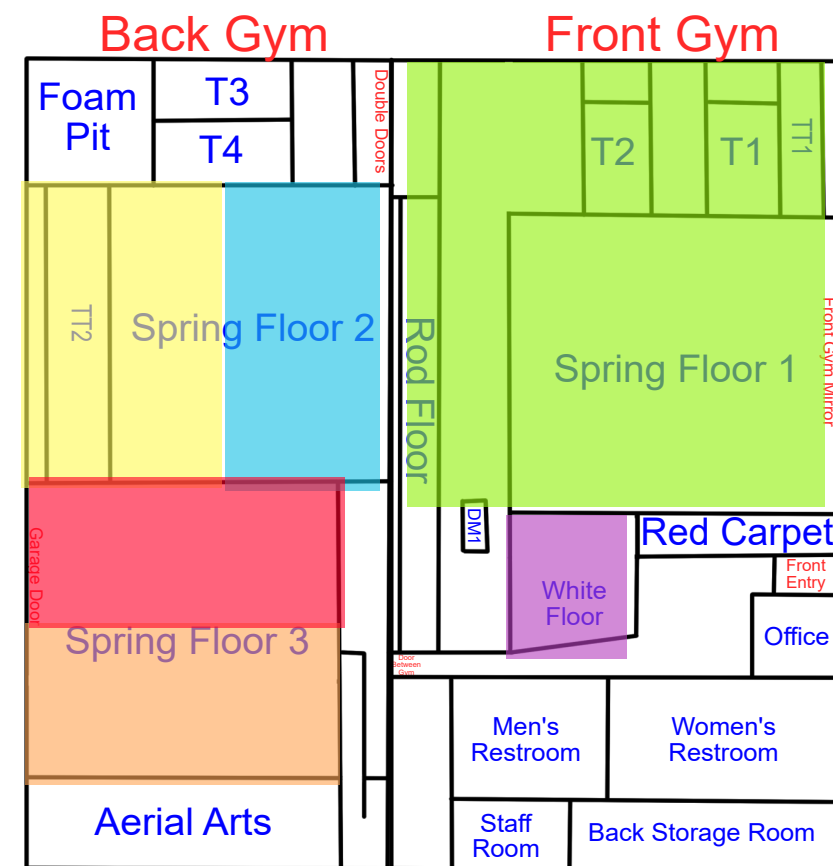 Back Gym
Front Gym
Foam
Pit
T3
T4
Double Doors
T2
T1
TT1
TT2
Spring Floor 2
Rod Floor
Spring Floor 1
Front Gym Mirror
DM1
Red Carpet
Garage Door
White
Floor
Front
Entry
Spring Floor 3
Office
Door
Between
Gym
Men's
Restroom
Women's
Restroom
Aerial Arts
Staff
Room
Back Storage Room